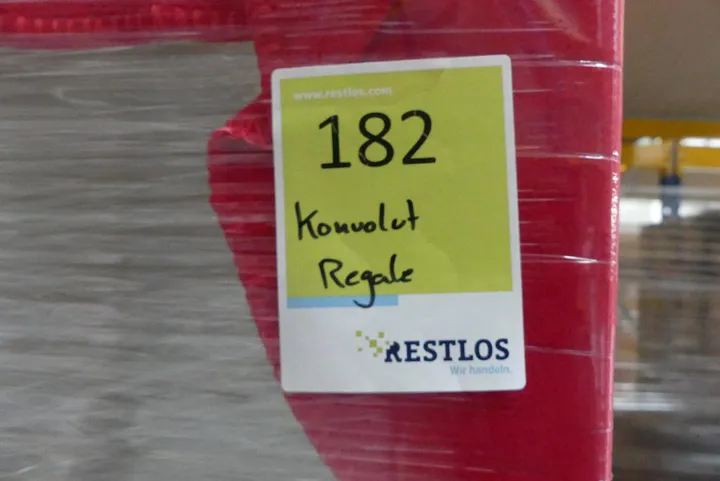 www.restlos.com
182
Konvolut
Regale
RESTLOS
Wir handeln.